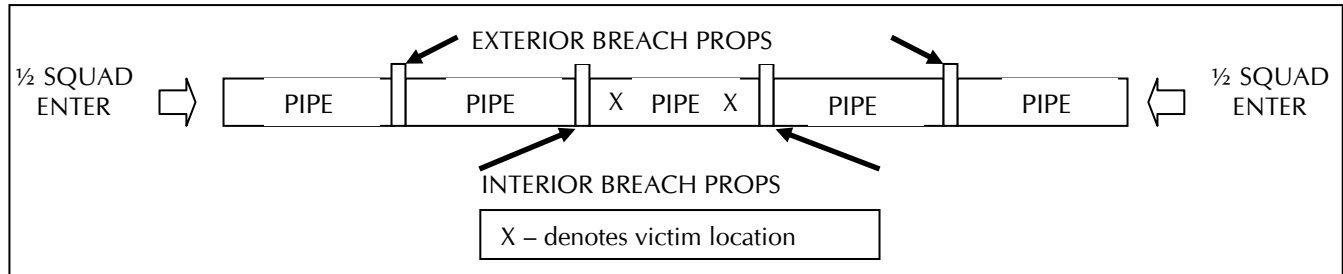 EXTERIOR BREACH PROPS
½ SQUAD
ENTER
PIPE
PIPE
X PIPE X
PIPE
PIPE
½ SQUAD
ENTER
INTERIOR BREACH PROPS
X – denotes victim location